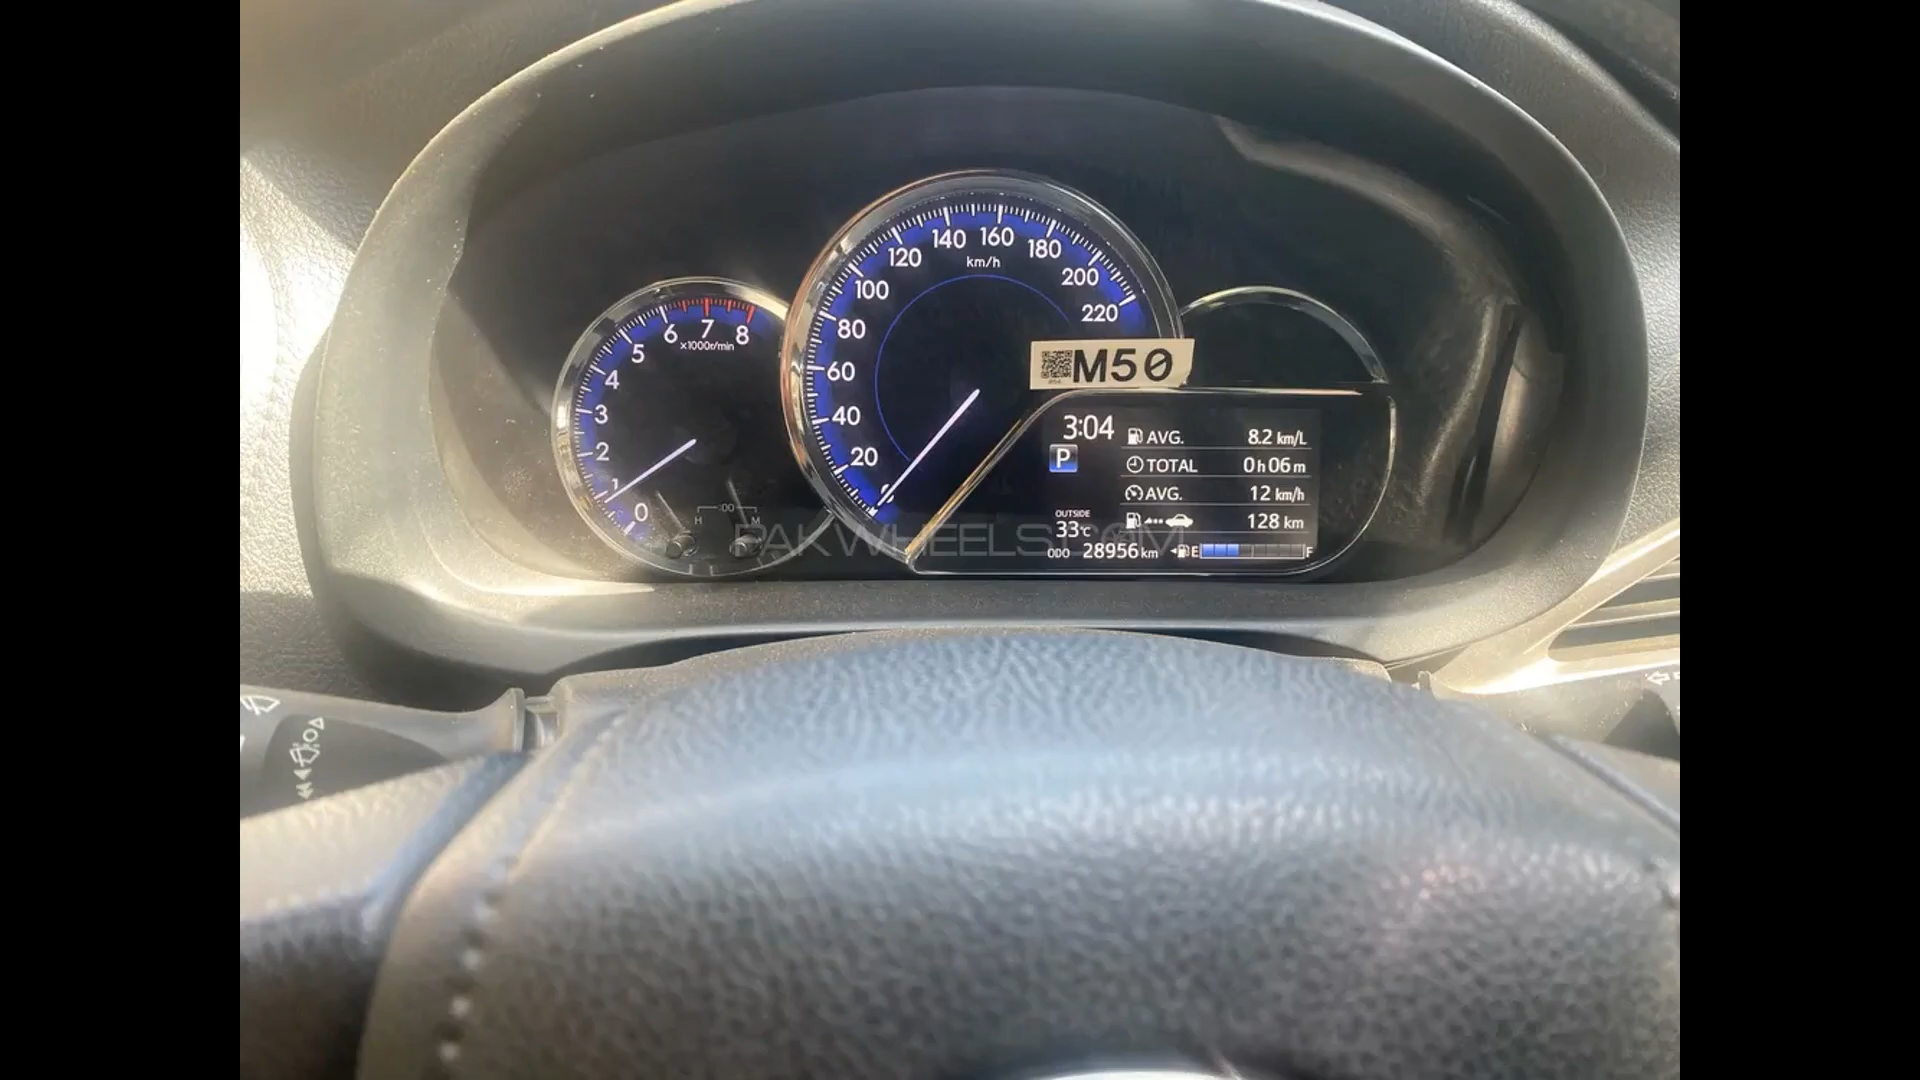 0 1 2 3 4 5 6 7 8
×1000r/min
H :00 M
20 40 60 80 100 120 140 160 180 200 220
km/h
M50
3:04
P
AVG. 8.2 km/L
TOTAL 0h06m
AVG. 12 km/h
128 km
OUTSIDE
33°C
ODO 28956 km
E F
PAKWHEELS.COM